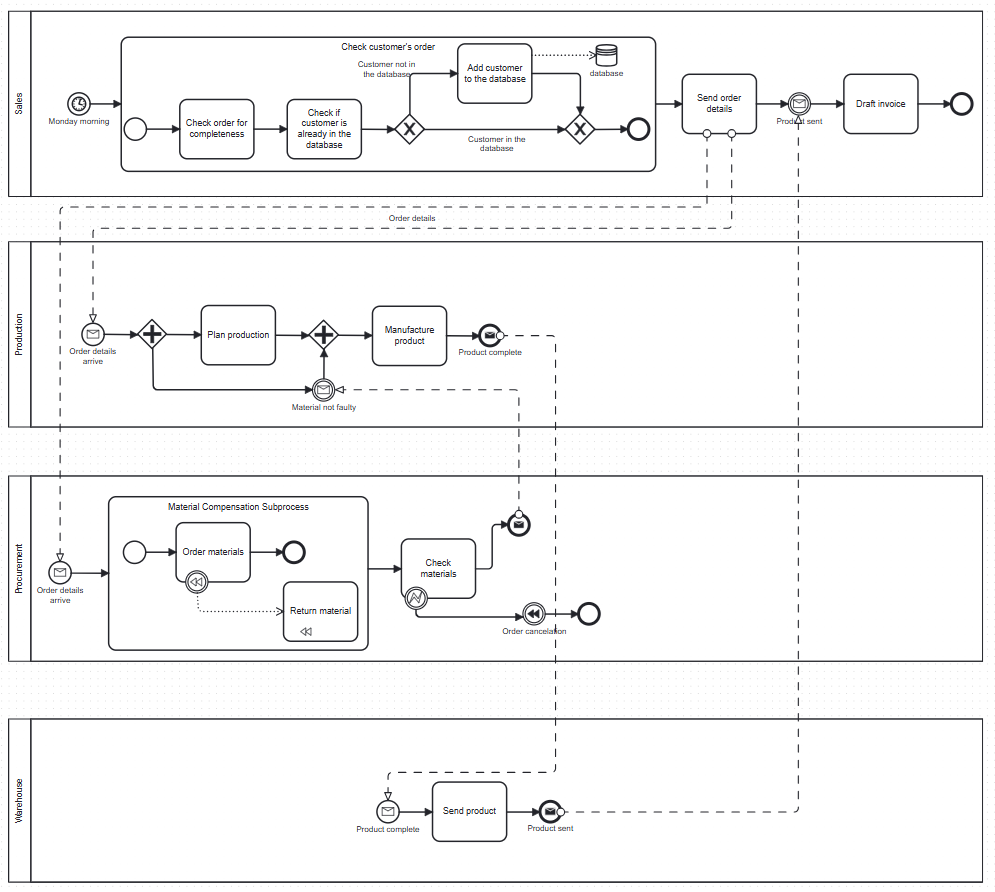 Sales
Monday morning
Check customer's order
Check order for
completeness
Check if
customer is
already in the
database
Customer not in
the database
Add customer
to the database
database
Customer in the
database
Send order
details
Product sent
Draft invoice
Order details
Production
Order details
arrive
Plan production
Material not faulty
Manufacture
product
Product complete
Procurement
Order details
arrive
Material Compensation Subprocess
Order materials
Return material
Check
materials
Order cancelation
Warehouse
Product complete
Send product
Product sent